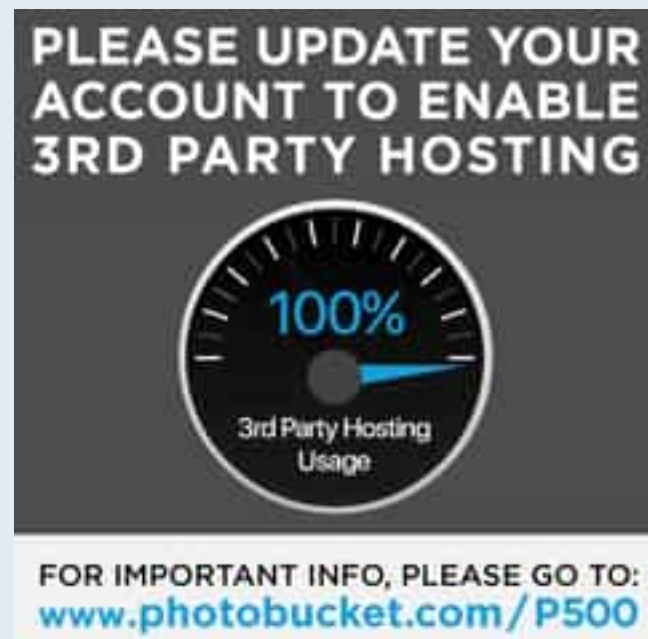 PLEASE UPDATE YOUR
ACCOUNT TO ENABLE
3RD PARTY HOSTING
100%
3rd Party Hosting
Usage
FOR IMPORTANT INFO, PLEASE GO TO:
www.photobucket.com/P500